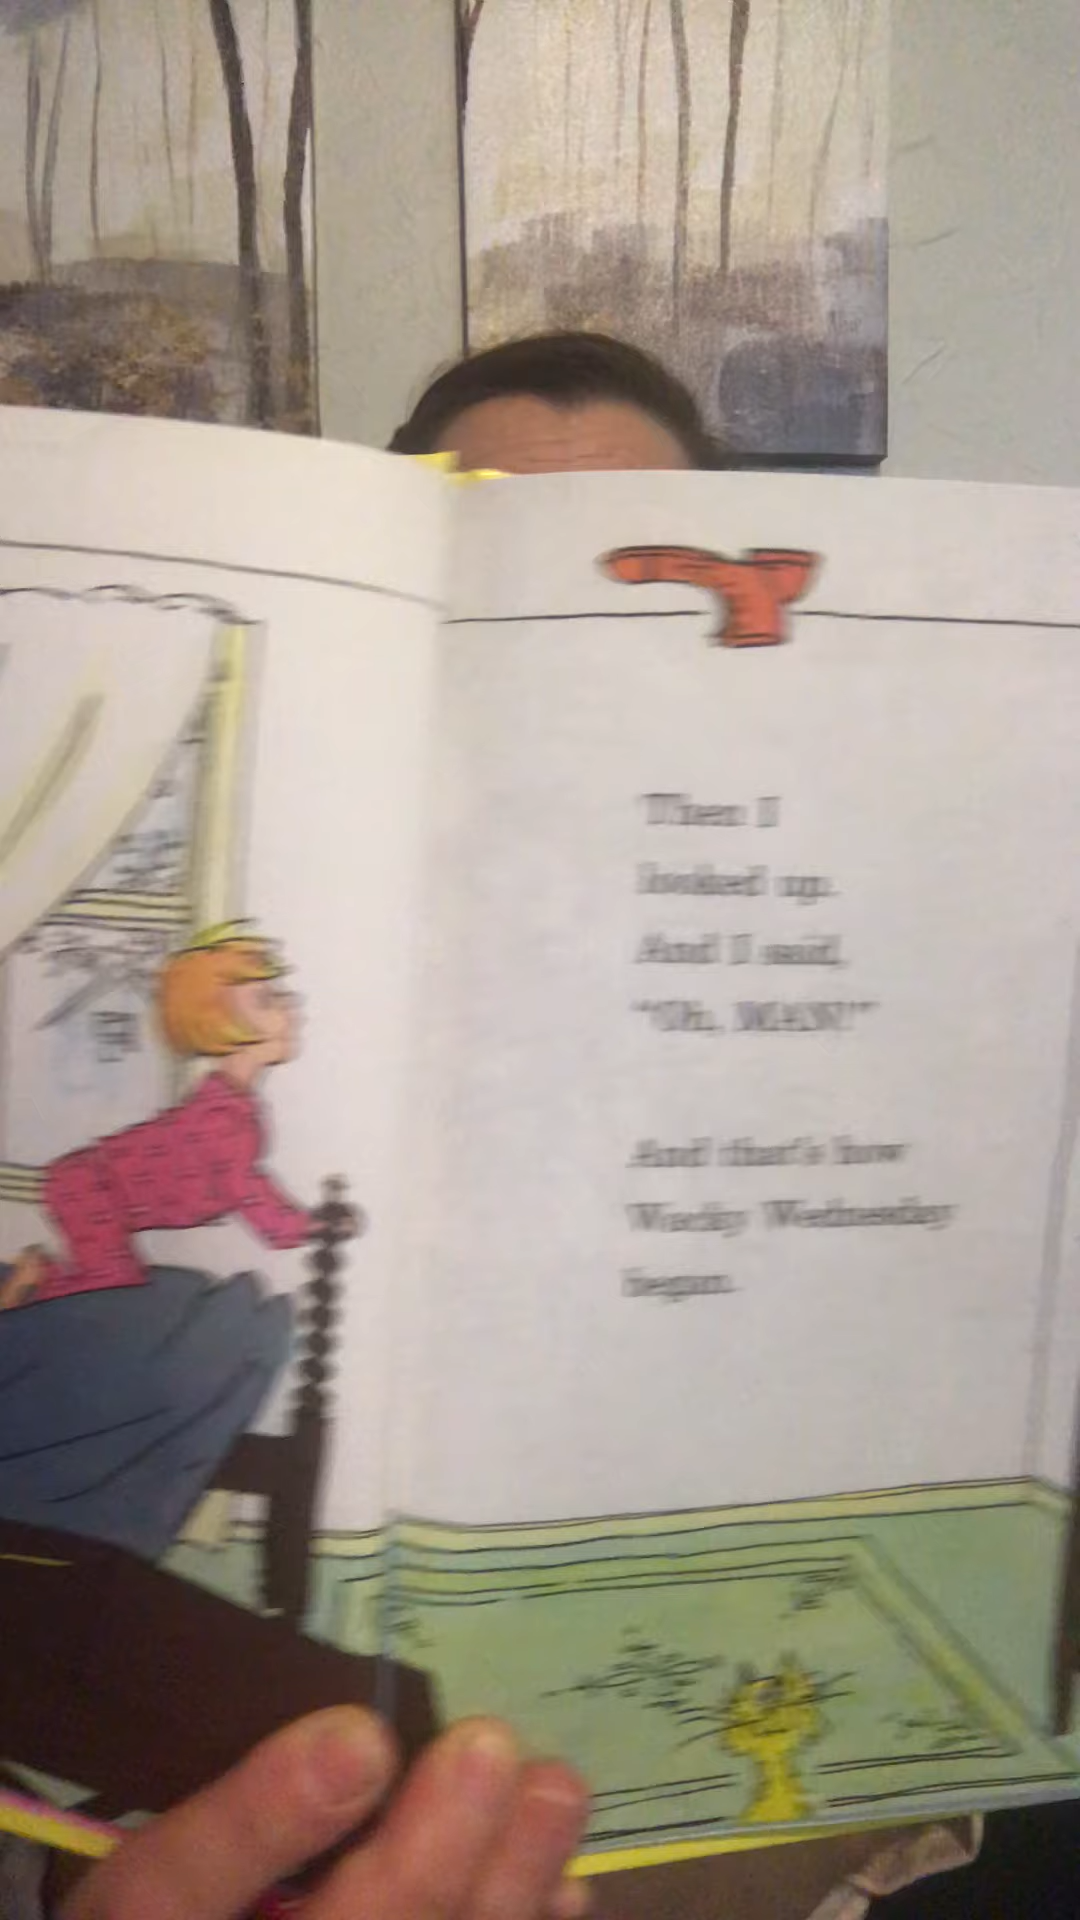 Then I
looked up.
And I said,
"Oh, MAN!"
And that's how
Wacky Wednesday
began.